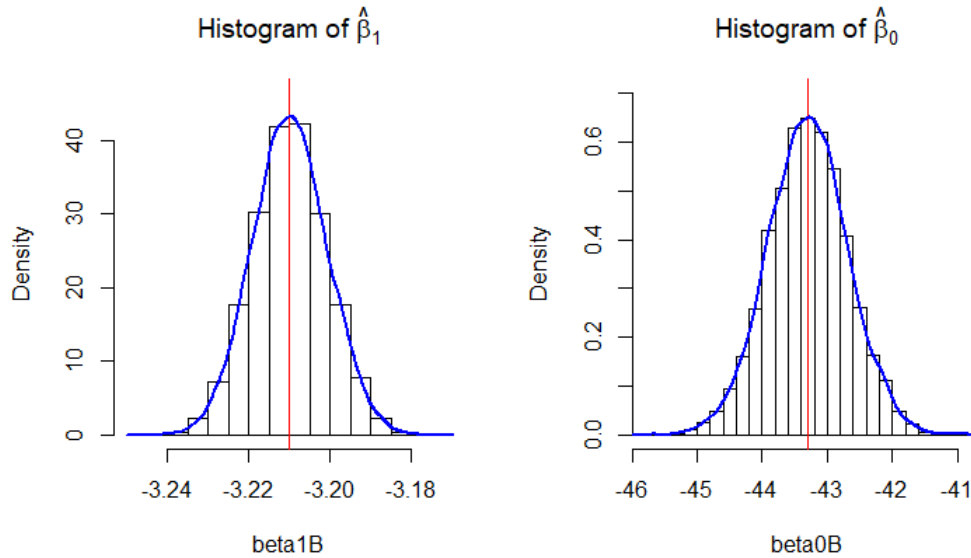 Histogram of β̂₁
Density
0 10 20 30 40
-3.24 -3.22 -3.20 -3.18
beta1B
Histogram of β̂₀
Density
0.0 0.2 0.4 0.6
-46 -45 -44 -43 -42 -41
beta0B